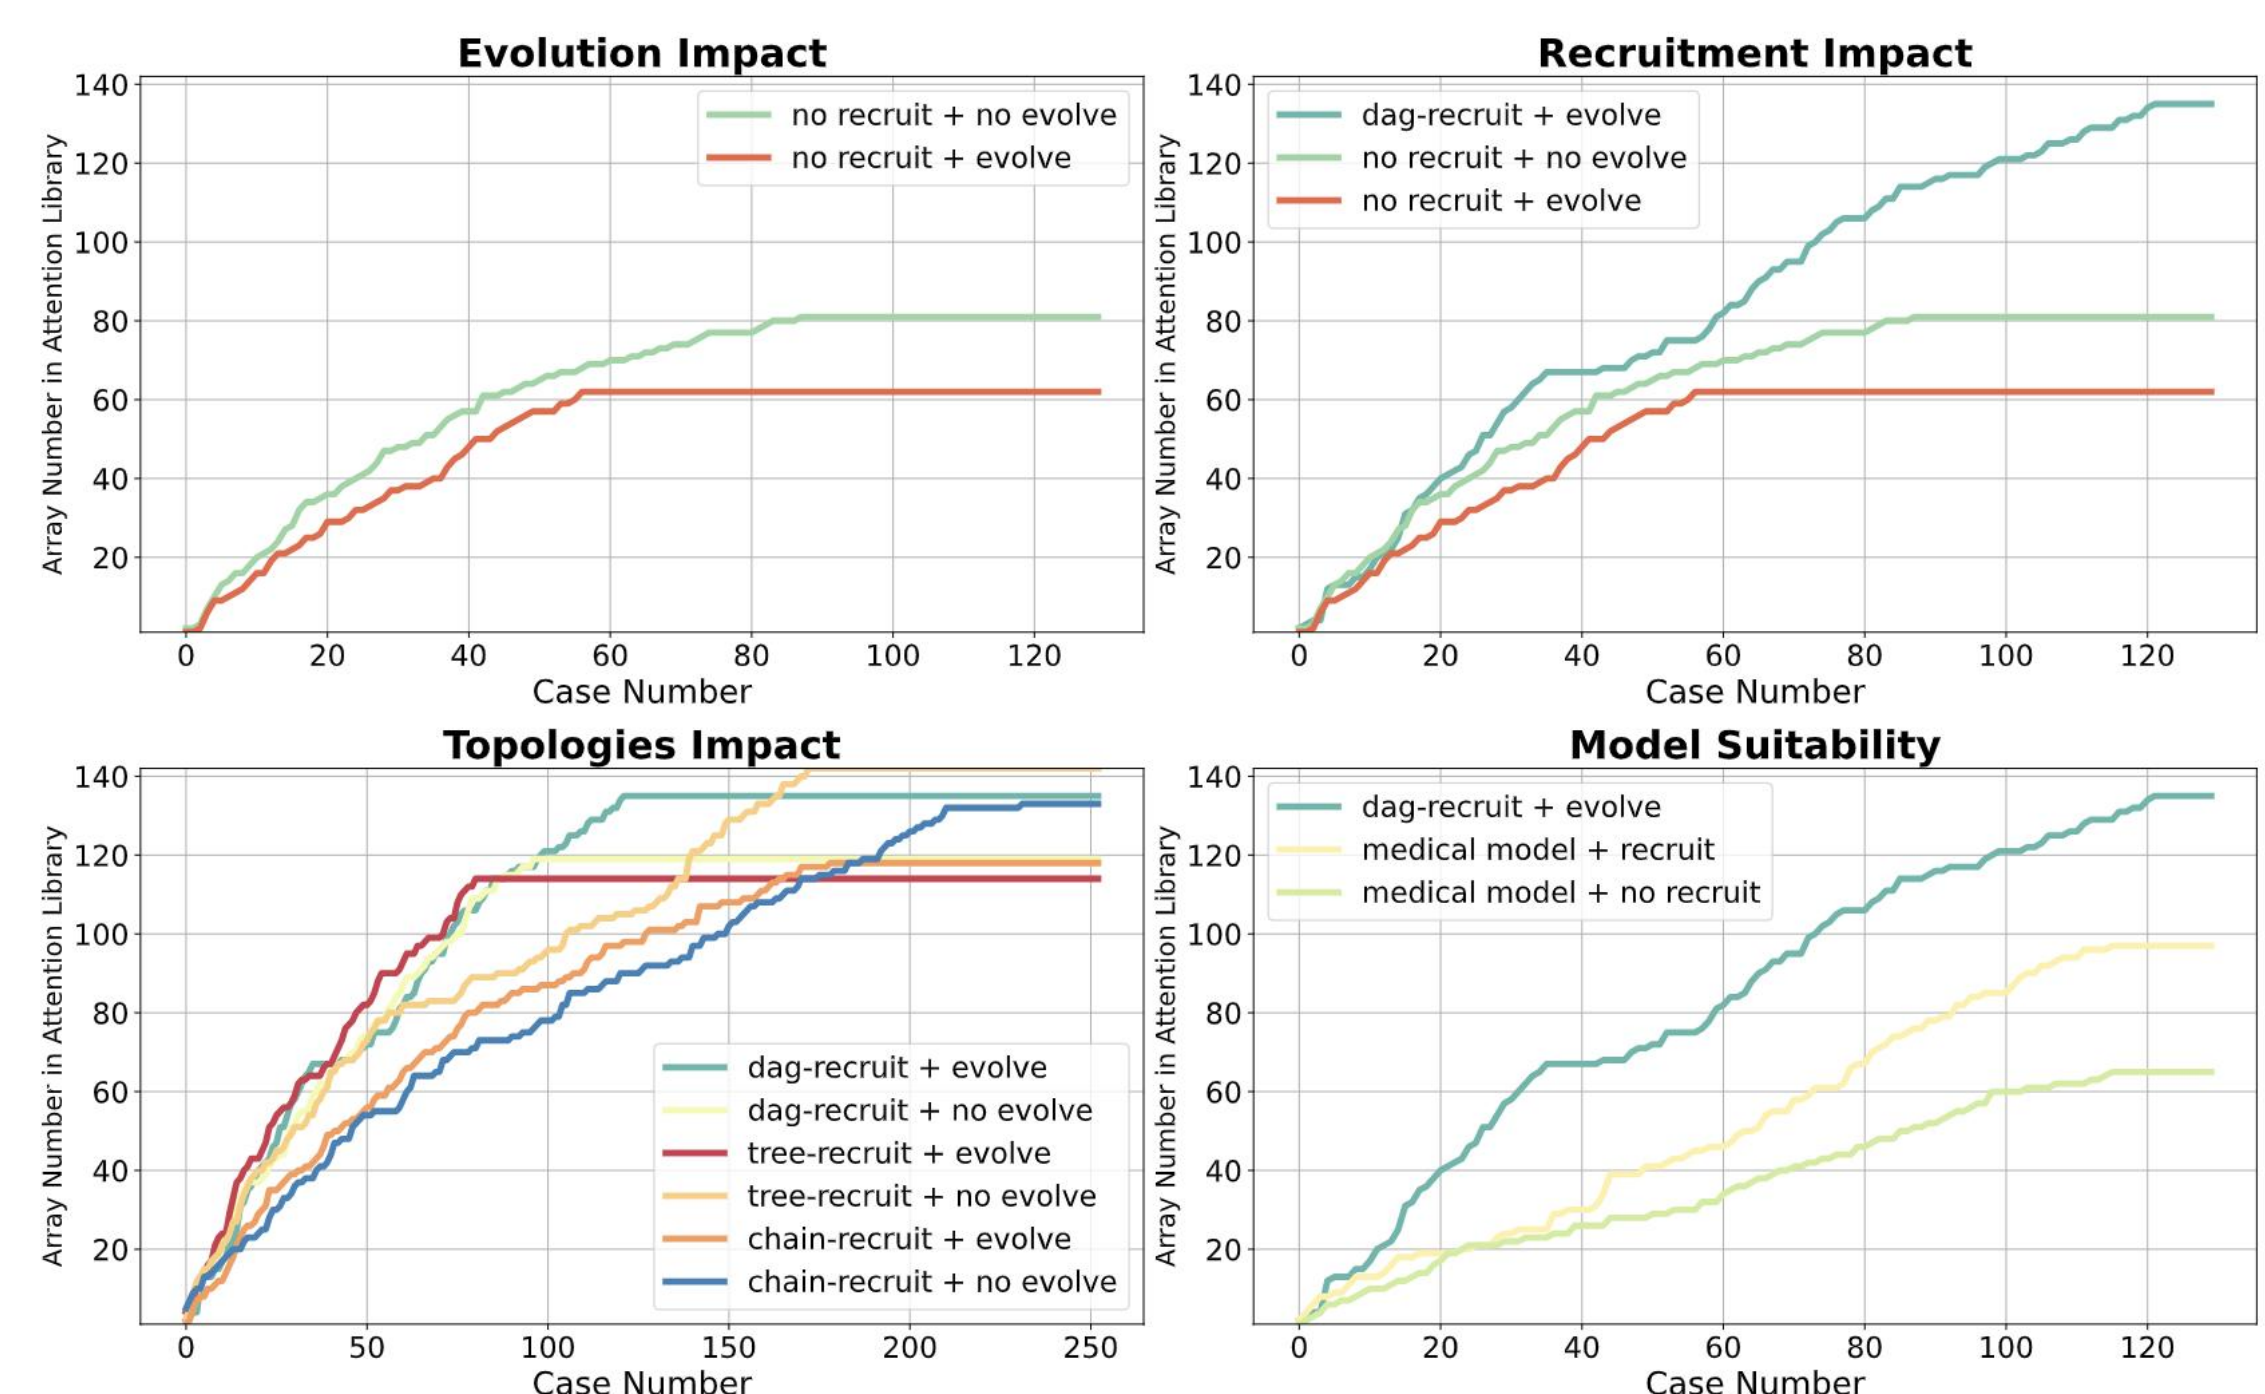 Evolution Impact
Array Number in Attention Library
140
120
100
80
60
40
20
no recruit + no evolve
no recruit + evolve
0 20 40 60 80 100 120
Case Number
Recruitment Impact
Array Number in Attention Library
140
120
100
80
60
40
20
dag-recruit + evolve
no recruit + no evolve
no recruit + evolve
0 20 40 60 80 100 120
Case Number
Topologies Impact
Array Number in Attention Library
140
120
100
80
60
40
20
dag-recruit + evolve
dag-recruit + no evolve
tree-recruit + evolve
tree-recruit + no evolve
chain-recruit + evolve
chain-recruit + no evolve
0 50 100 150 200 250
Case Number
Model Suitability
Array Number in Attention Library
140
120
100
80
60
40
20
dag-recruit + evolve
medical model + recruit
medical model + no recruit
0 20 40 60 80 100 120
Case Number